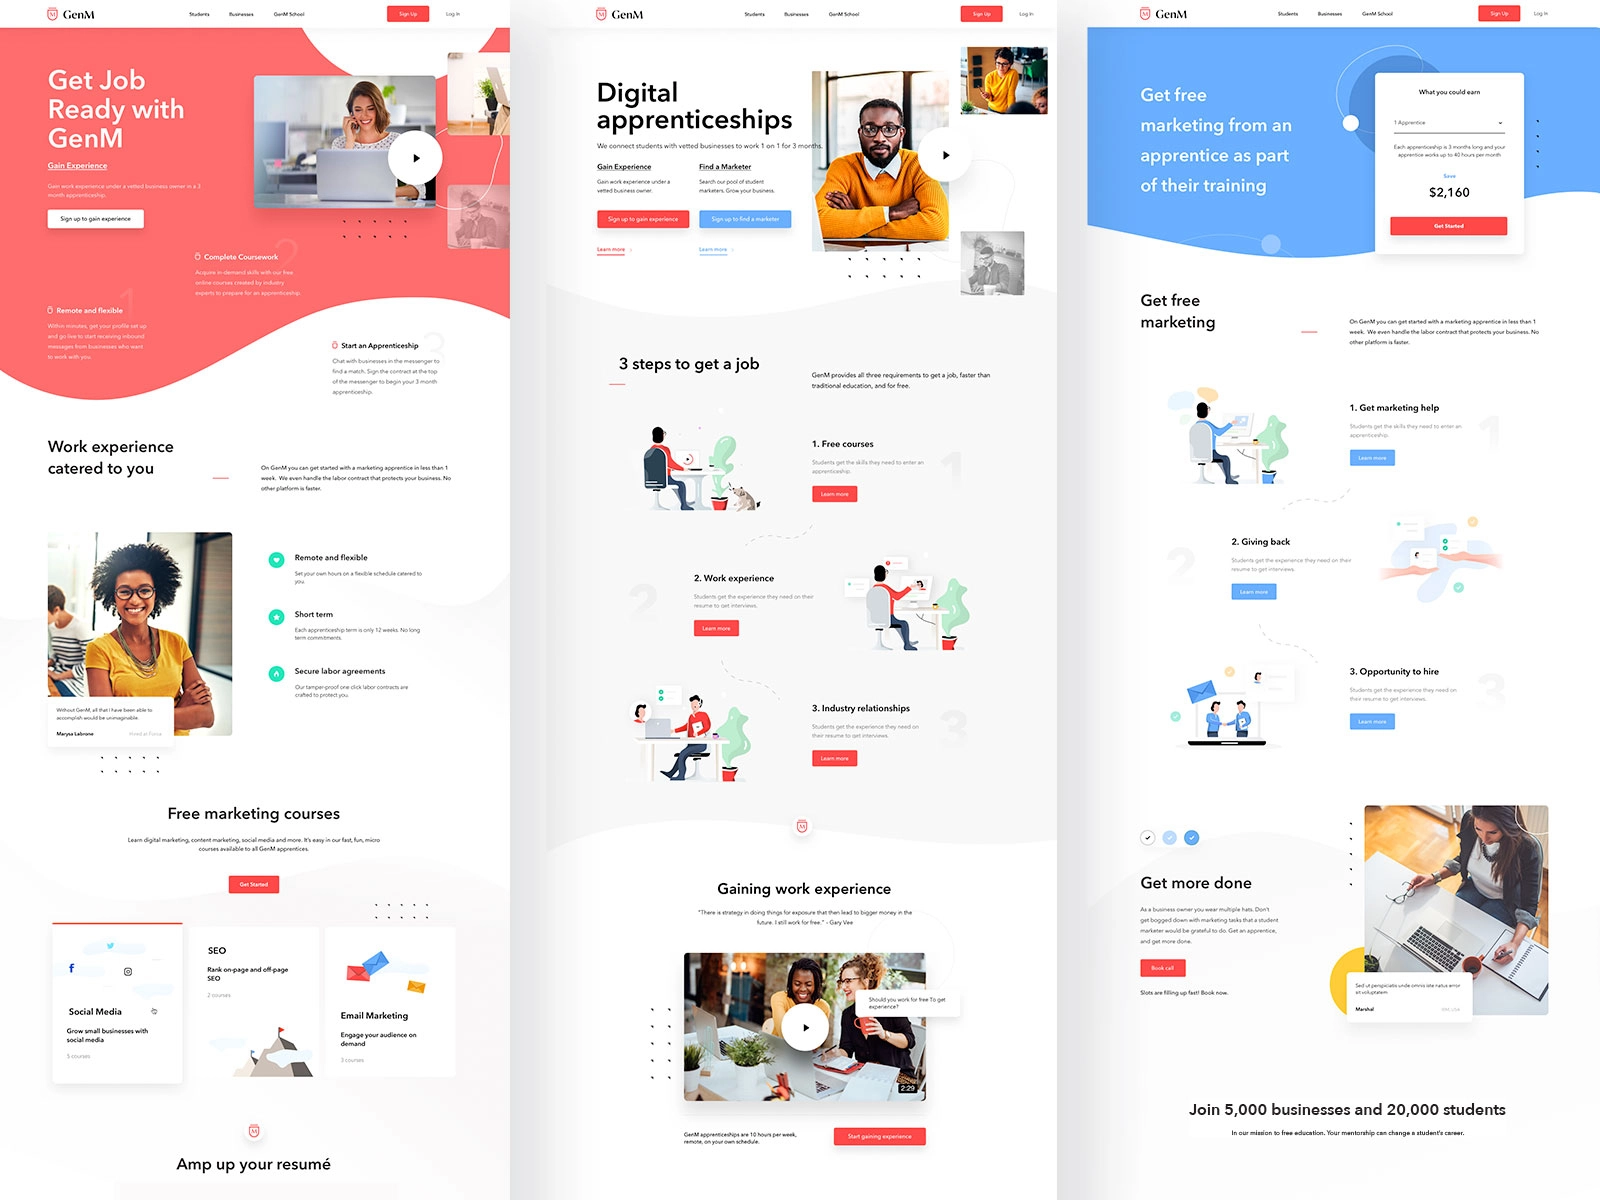 GenM
Students
Businesses
GenM School
Sign Up
Log In
Get Job
Ready with
GenM
Gain Experience
Gain work experience under a vetted business owner in a 3
month apprenticeship.
Sign up to gain experience
2
Complete Coursework
Acquire in-demand skills with our free
online courses created by industry
experts to prepare for an apprenticeship.
1
Remote and flexible
Within minutes, get your profile set up
and go live to start receiving inbound
messages from businesses who want
to work with you.
3
Start an Apprenticeship
Chat with businesses in the messenger to
find a match. Sign the contract at the top
of the messenger to begin your 3 month
apprenticeship.
Work experience
catered to you
On GenM you can get started with a marketing apprentice in less than 1
week. We even handle the labor contract that protects your business. No
other platform is faster.
Remote and flexible
Set your own hours on a flexible schedule catered to
you.
Short term
Each apprenticeship term is only 12 weeks. No long
term commitments.
Secure labor agreements
Our tamper-proof one click labor contracts are
crafted to protect you.
Without GenM, all that I have been able to
accomplish would be unimaginable.
Marysa Labrone
Hired at Fossa
Free marketing courses
Learn digital marketing, content marketing, social media and more. It's easy in our fast, fun, micro
courses available to all GenM apprentices.
Get Started
Social Media
Grow small businesses with
social media
5 courses
SEO
Rank on-page and off-page
SEO
2 courses
Email Marketing
Engage your audience on
demand
3 courses
Amp up your resumé
GenM
Students
Businesses
GenM School
Sign Up
Log In
Digital
apprenticeships
We connect students with vetted businesses to work 1 on 1 for 3 months.
Gain Experience
Gain work experience under a
vetted business owner.
Sign up to gain experience
Learn more
Find a Marketer
Search our pool of student
marketers. Grow your business.
Sign up to find a marketer
Learn more
3 steps to get a job
GenM provides all three requirements to get a job, faster than
traditional education, and for free.
1. Free courses
Students get the skills they need to enter an
apprenticeship.
Learn more
1
2
2. Work experience
Students get the experience they need on their
resume to get interviews.
Learn more
3. Industry relationships
Students get the experience they need on
their resume to get interviews.
Learn more
3
Gaining work experience
"There is strategy in doing things for exposure that then lead to bigger money in the
future. I still work for free." - Gary Vee
Should you work for free To get
experience?
2:29
GenM apprenticeships are 10 hours per week,
remote, on your own schedule.
Start gaining experience
GenM
Students
Businesses
GenM School
Sign Up
Log In
Get free
marketing from an
apprentice as part
of their training
What you could earn
1 Apprentice
Each apprenticeship is 3 months long and your
apprentice works up to 40 hours per month
Save
$2,160
Get Started
Get free
marketing
On GenM you can get started with a marketing apprentice in less than 1
week. We even handle the labor contract that protects your business. No
other platform is faster.
1. Get marketing help
Students get the skills they need to enter an
apprenticeship.
Learn more
1
2
2. Giving back
Students get the experience they need on their
resume to get interviews.
Learn more
3. Opportunity to hire
Students get the experience they need on
their resume to get interviews.
Learn more
3
Get more done
As a business owner you wear multiple hats. Don't
get bogged down with marketing tasks that a student
marketer would be grateful to do. Get an apprentice,
and get more done.
Book call
Slots are filling up fast! Book now.
Sed ut perspiciatis unde omnis iste natus error
sit voluptatem
Marshal
Join 5,000 businesses and 20,000 students
In our mission to free education. Your mentorship can change a student's career.